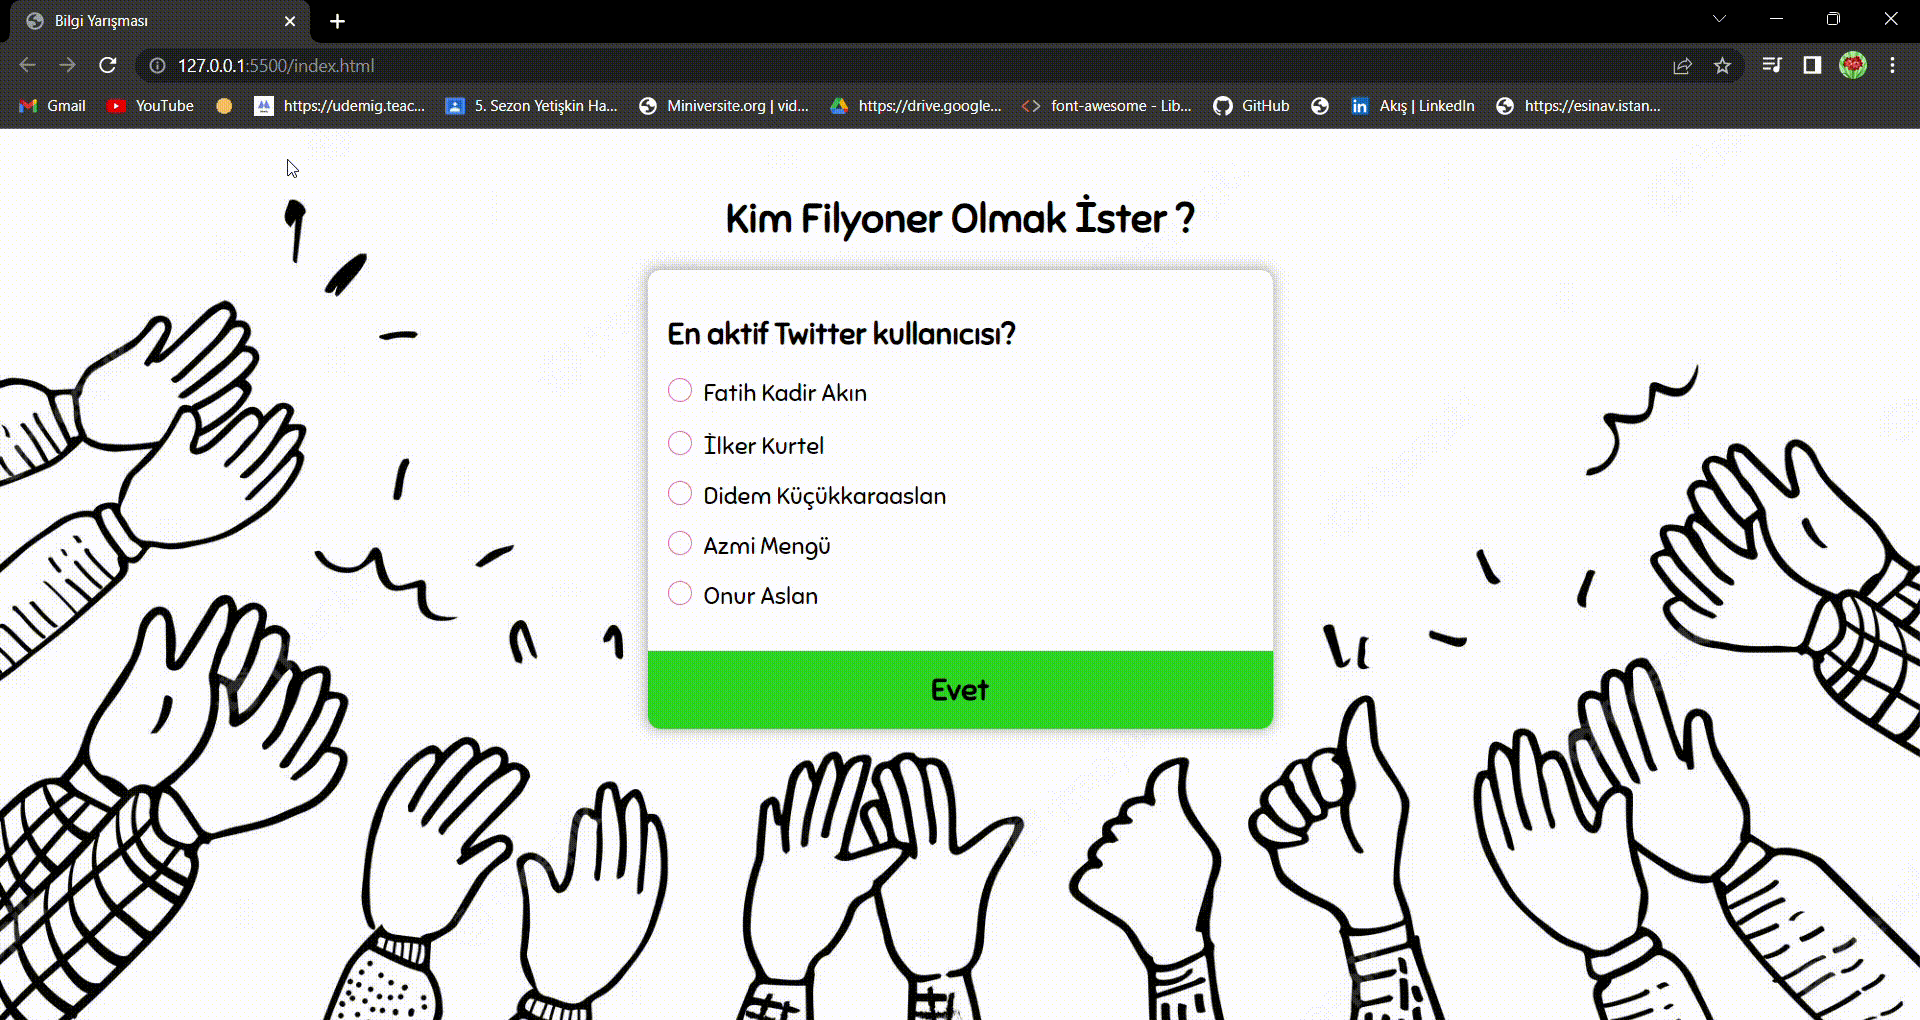 Bilgi Yarışması
127.0.0.1:5500/index.html
Gmail YouTube https://udemig.teac... 5. Sezon Yetişkin Ha... Miniversite.org | vid... https://drive.google... font-awesome - Lib... GitHub Akış | LinkedIn https://esinav.istan...
Kim Filyoner Olmak İster ?
En aktif Twitter kullanıcısı?
Fatih Kadir Akın
İlker Kurtel
Didem Küçükkaraaslan
Azmi Mengü
Onur Aslan
Evet